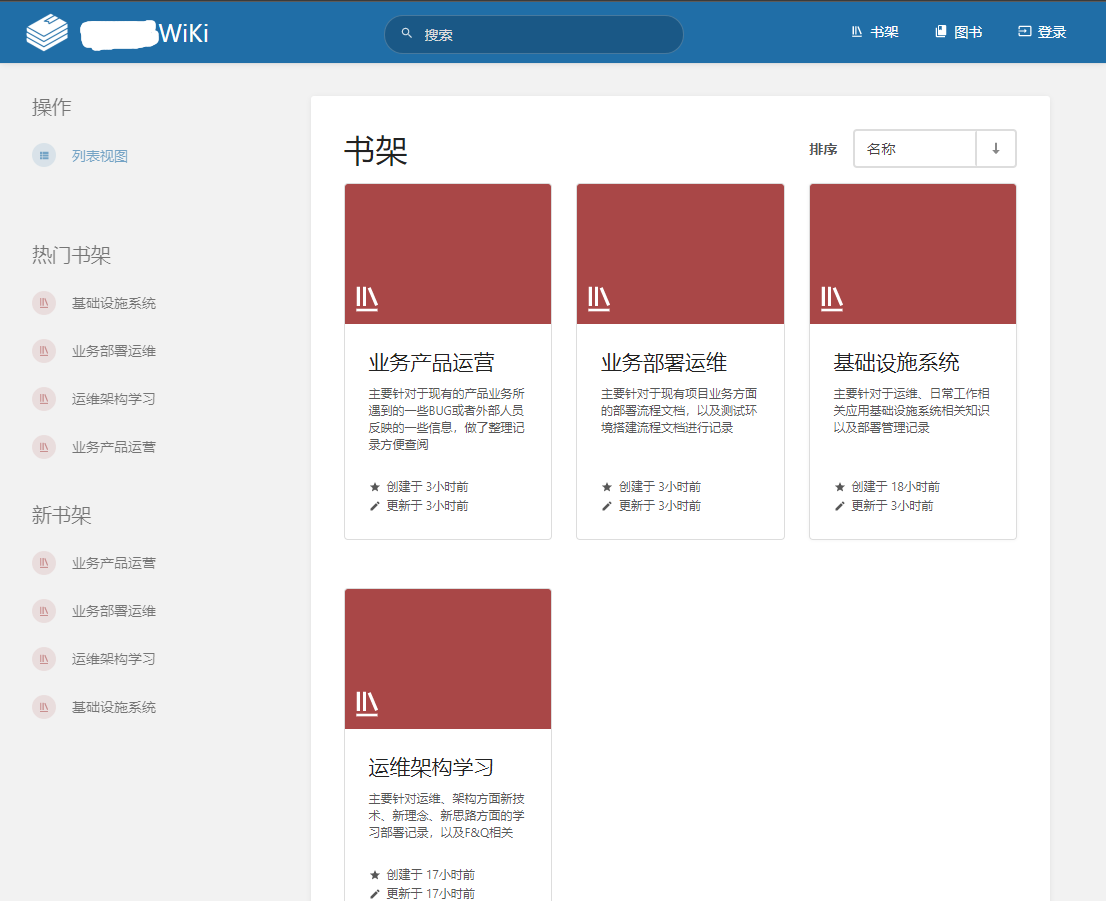 WiKi
搜索
书架
图书
登录
操作
列表视图
热门书架
基础设施系统
业务部署运维
运维架构学习
业务产品运营
新书架
业务产品运营
业务部署运维
运维架构学习
基础设施系统
书架
排序
名称
业务产品运营
主要针对于现有的产品业务所
遇到的一些BUG或者外部人员
反映的一些信息，做了整理记
录方便查阅
创建于 3小时前
更新于 3小时前
业务部署运维
主要针对于现有项目业务方面
的部署流程文档，以及测试环
境搭建流程文档进行记录
创建于 3小时前
更新于 3小时前
基础设施系统
主要针对于运维、日常工作相
关应用基础设施系统相关知识
以及部署管理记录
创建于 18小时前
更新于 3小时前
运维架构学习
主要针对运维、架构方面新技
术、新理念、新思路方面的学
习部署记录，以及F&Q相关
创建于 17小时前
更新于 17小时前